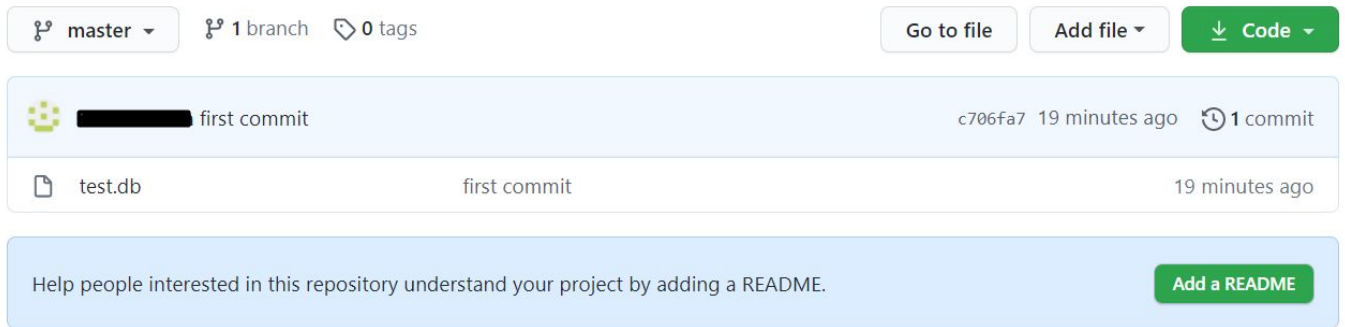 master 1 branch 0 tags Go to file Add file Code
first commit c706fa7 19 minutes ago 1 commit
test.db first commit 19 minutes ago
Help people interested in this repository understand your project by adding a README. Add a README